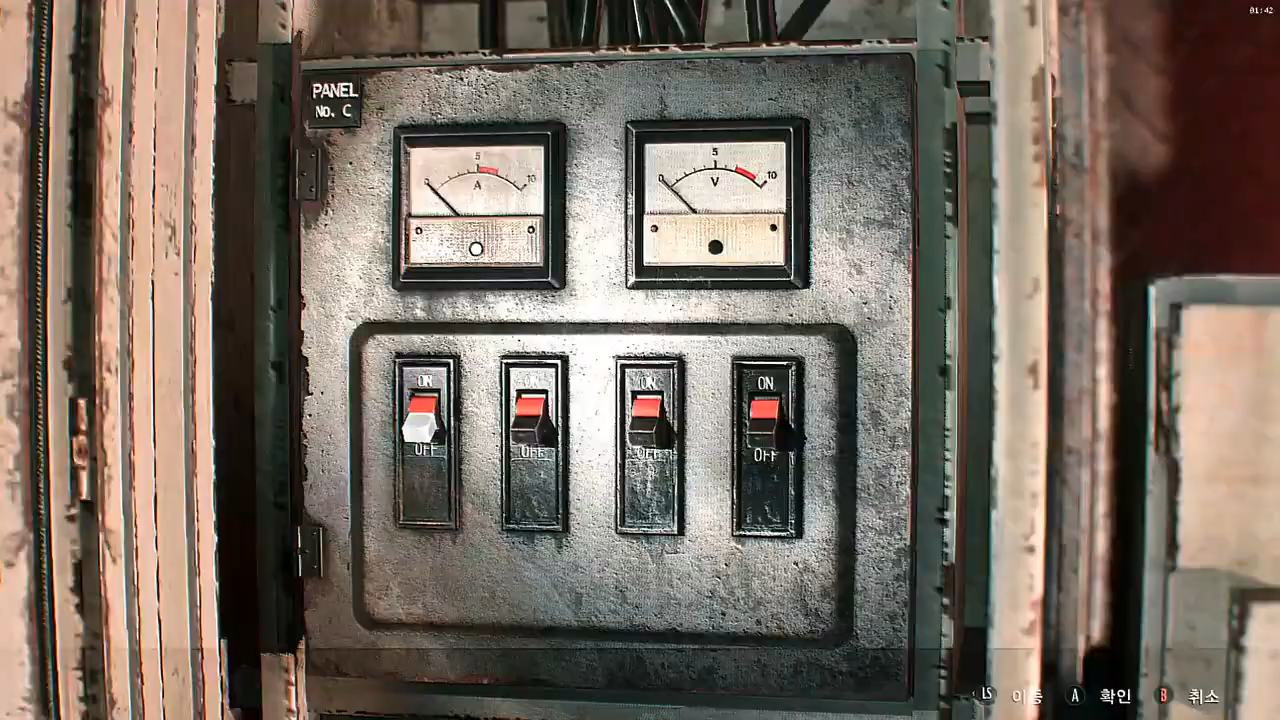 01:42
PANEL
No. C
5
0 10
A
5
0 10
V
ON ON ON ON
OFF OFF OFF OFF
LS 이동 A 확인 B 취소